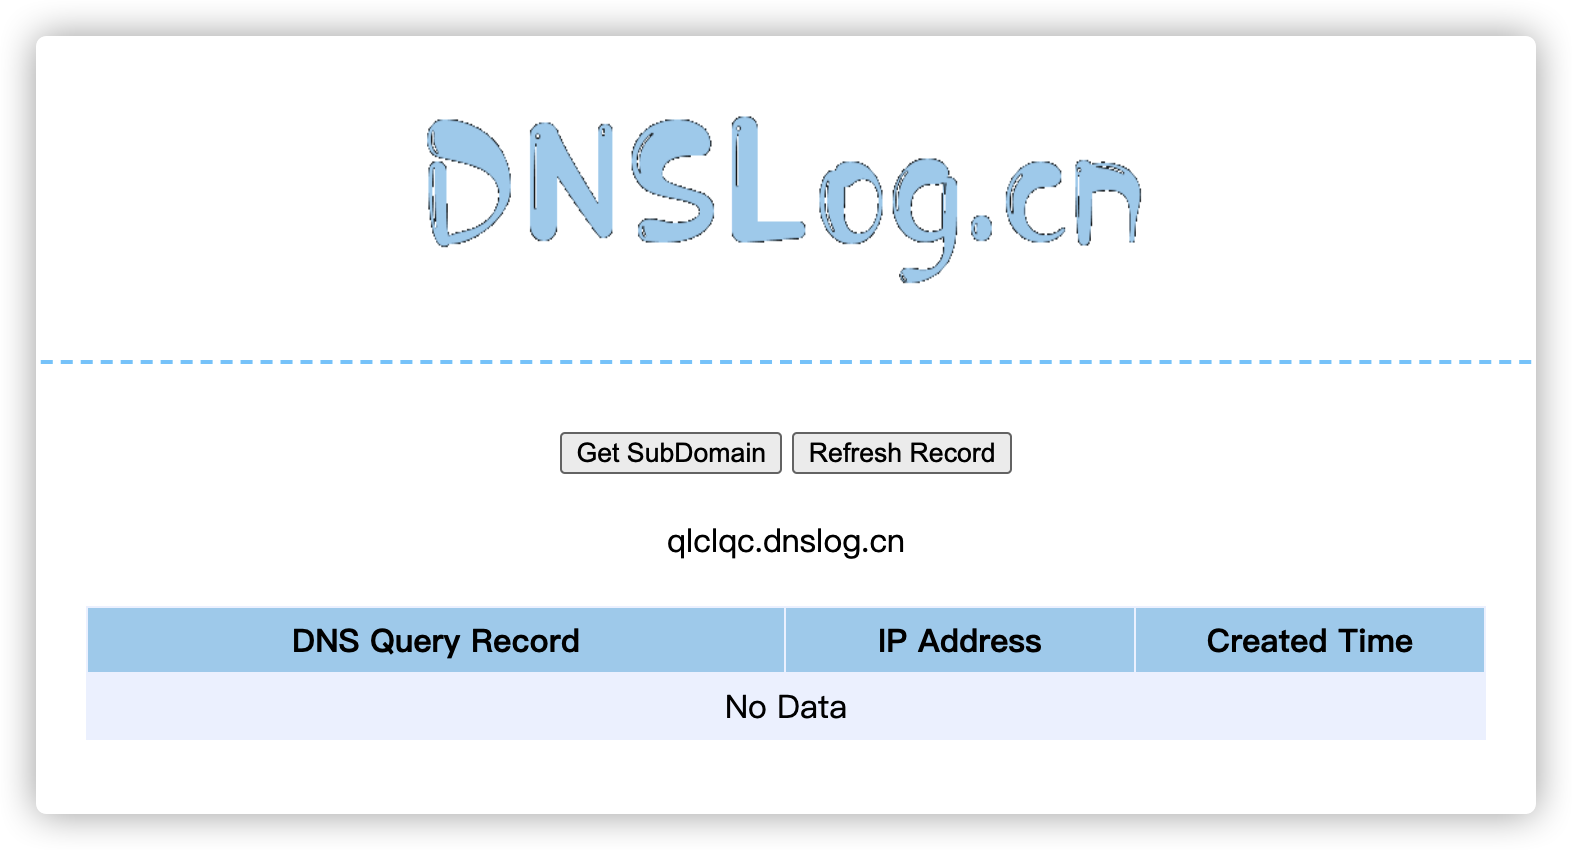 DNSLog.cn
Get SubDomain Refresh Record
qlclqc.dnslog.cn
DNS Query Record IP Address Created Time
No Data